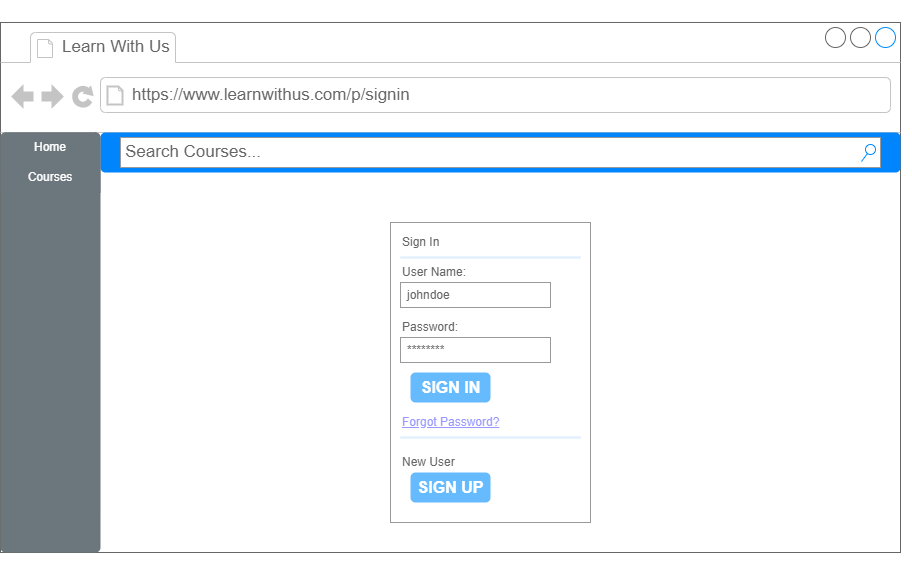 Learn With Us
https://www.learnwithus.com/p/signin
Home
Search Courses...
Courses
Sign In
User Name:
johndoe
Password:
********
SIGN IN
Forgot Password?
New User
SIGN UP